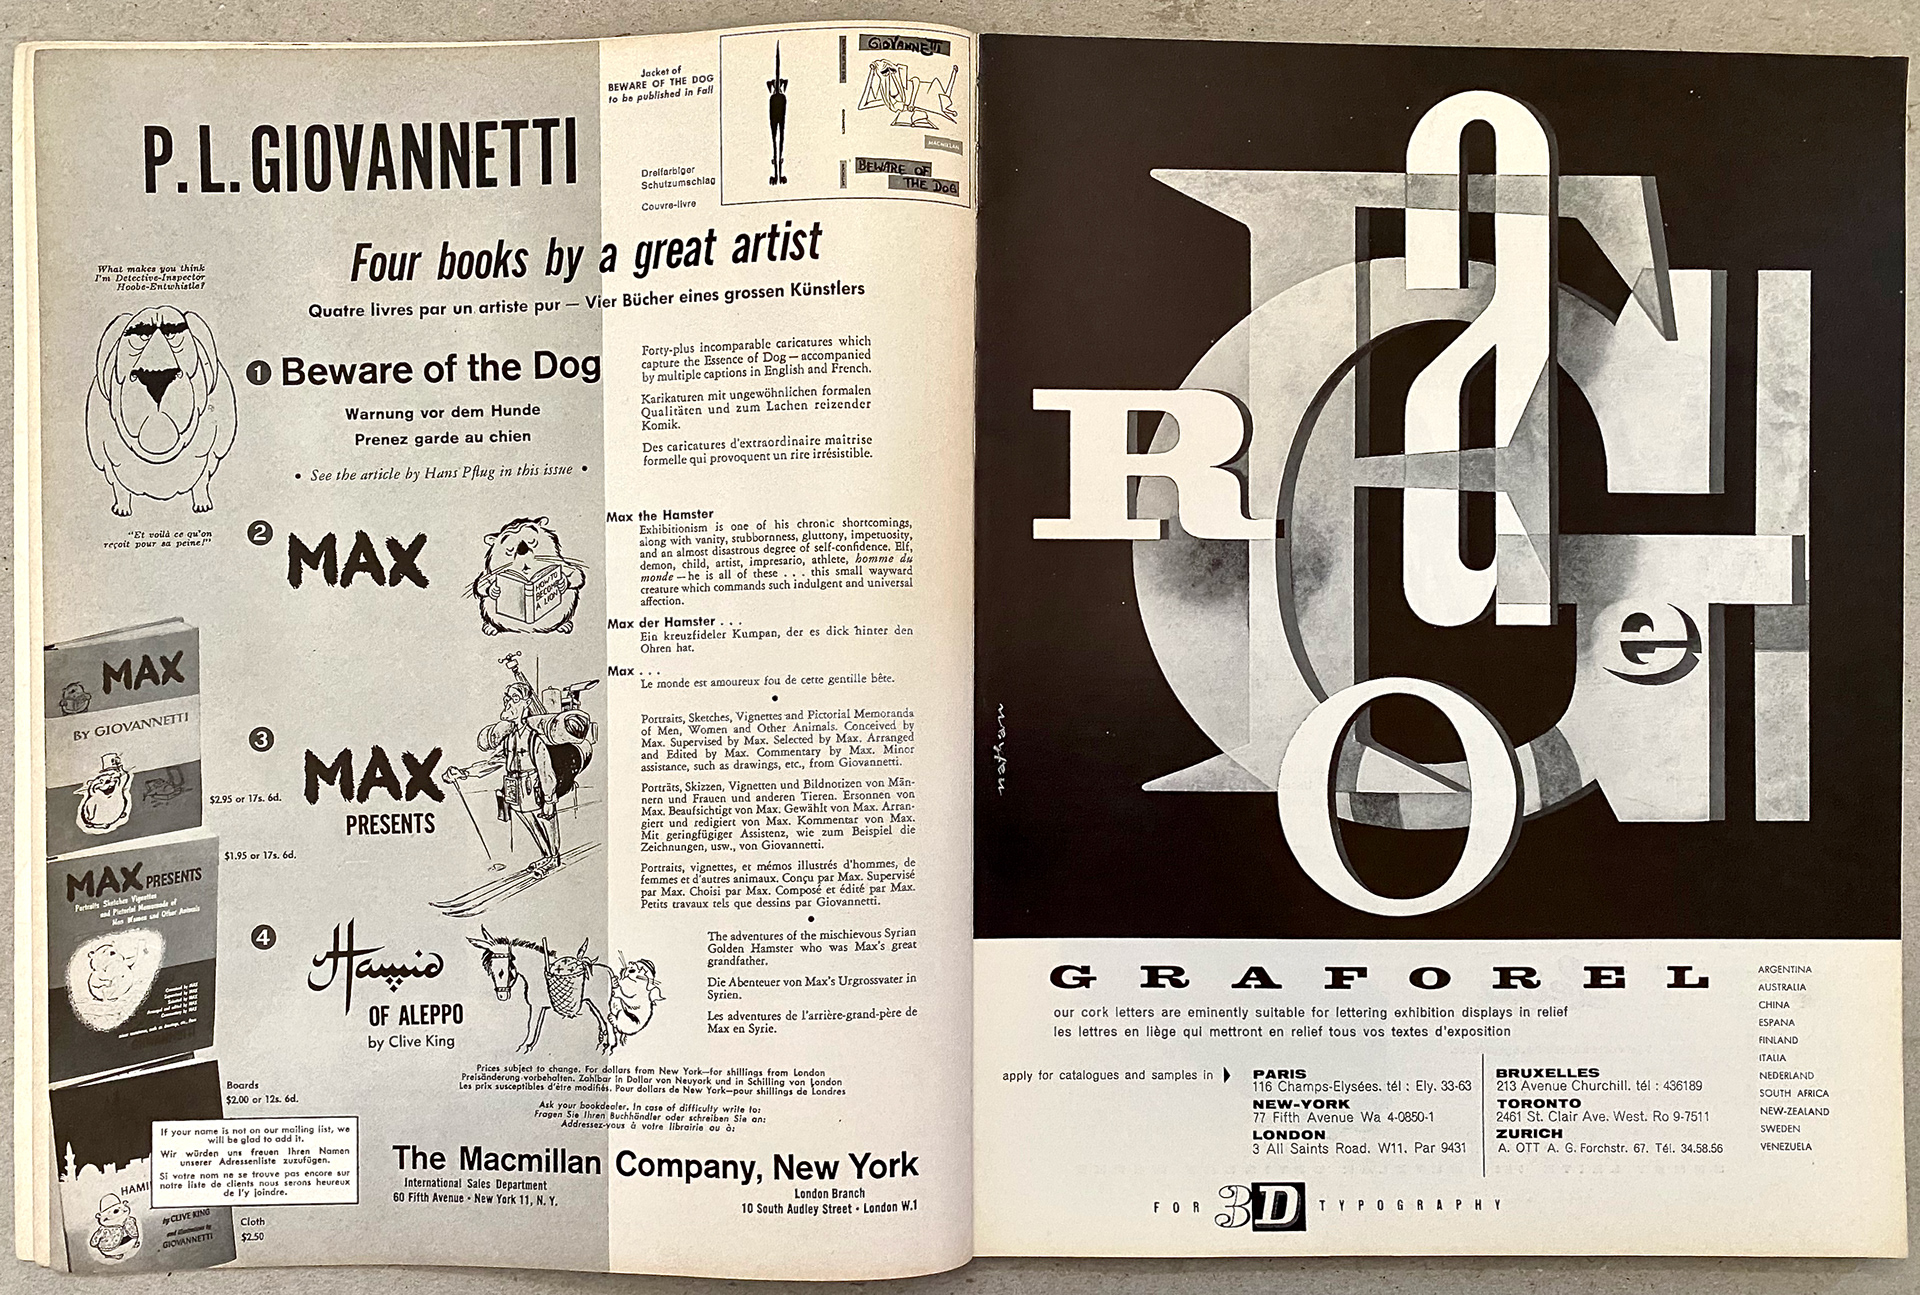 P. L. GIOVANNETTI
Jacket of
BEWARE OF THE DOG
to be published in Fall
Dreifarbiger
Schutzumschlag
Couvre-livre
GIOVANNETTI
MACMILLAN
BEWARE OF
THE DOG
Four books by a great artist
Quatre livres par un artiste pur — Vier Bücher eines grossen Künstlers
What makes you think
I'm Detective-Inspector
Hoobe-Entwhistle?
"Et voilà ce qu'on
reçoit pour sa peine!"
1 Beware of the Dog
Warnung vor dem Hunde
Prenez garde au chien
• See the article by Hans Pflug in this issue •
Forty-plus incomparable caricatures which
capture the Essence of Dog — accompanied
by multiple captions in English and French.
Karikaturen mit ungewöhnlichen formalen
Qualitäten und zum Lachen reizender
Komik.
Des caricatures d'extraordinaire maitrise
formelle qui provoquent un rire irrésistible.
2 MAX
HOW TO
BECOME
A LION
Max the Hamster
Exhibitionism is one of his chronic shortcomings,
along with vanity, stubbornness, gluttony, impetuosity,
and an almost disastrous degree of self-confidence. Elf,
demon, child, artist, impresario, athlete, homme du
monde — he is all of these . . . this small wayward
creature which commands such indulgent and universal
affection.
Max der Hamster . . .
Ein kreuzfideler Kumpan, der es dick hinter den
Ohren hat.
Max . . .
Le monde est amoureux fou de cette gentille bête.
•
MAX
BY GIOVANNETTI
$2.95 or 17s. 6d.
3 MAX
PRESENTS
Portraits, Sketches, Vignettes and Pictorial Memoranda
of Men, Women and Other Animals. Conceived by
Max. Supervised by Max. Selected by Max. Arranged
and Edited by Max. Commentary by Max. Minor
assistance, such as drawings, etc., from Giovannetti.
Porträts, Skizzen, Vignetten und Bildnotizen von Män-
nern und Frauen und anderen Tieren. Ersonnen von
Max. Beaufsichtigt von Max. Gewählt von Max. Arran-
giert und redigiert von Max. Kommentar von Max.
Mit geringfügiger Assistenz, wie zum Beispiel die
Zeichnungen, usw., von Giovannetti.
Portraits, vignettes, et mémos illustrés d'hommes, de
femmes et d'autres animaux. Conçu par Max. Supervisé
par Max. Choisi par Max. Composé et édité par Max.
Petits travaux tels que dessins par Giovannetti.
•
$1.95 or 17s. 6d.
MAX PRESENTS
Portraits Sketches Vignettes
and Pictorial Memoranda of
Men Women and Other Animals
4 Hamid
OF ALEPPO
by Clive King
The adventures of the mischievous Syrian
Golden Hamster who was Max's great
grandfather.
Die Abenteuer von Max's Urgrossvater in
Syrien.
Les adventures de l'arrière-grand-père de
Max en Syrie.
Prices subject to change. For dollars from New York—for shillings from London
Preisänderung vorbehalten. Zahlbar in Dollar von Neuyork und in Schilling von London
Les prix susceptibles d'être modifiés. Pour dollars de New York—pour shillings de Londres
Ask your bookdealer. In case of difficulty write to:
Fragen Sie Ihren Buchhändler oder schreiben Sie an:
Addressez-vous à votre librairie ou à:
Boards
$2.00 or 12s. 6d.
If your name is not on our mailing list, we
will be glad to add it.
Wir würden uns freuen Ihren Namen
unserer Adressenliste zuzufügen.
Si votre nom ne se trouve pas encore sur
notre liste de clients nous serons heureux
de l'y joindre.
HAMI
by CLIVE KING
and illustrations by
GIOVANNETTI
Cloth
$2.50
The Macmillan Company, New York
International Sales Department
60 Fifth Avenue • New York 11, N. Y.
London Branch
10 South Audley Street • London W.1
R
e
O
nathan
GRAFOREL
our cork letters are eminently suitable for lettering exhibition displays in relief
les lettres en liège qui mettront en relief tous vos textes d'exposition
apply for catalogues and samples in
PARIS
116 Champs-Elysées. tél : Ely. 33-63
NEW-YORK
77 Fifth Avenue Wa 4-0850-1
LONDON
3 All Saints Road. W11. Par 9431
BRUXELLES
213 Avenue Churchill. tél : 436189
TORONTO
2461 St. Clair Ave. West. Ro 9-7511
ZURICH
A. OTT A. G. Forchstr. 67. Tél. 34.58.56
ARGENTINA
AUSTRALIA
CHINA
ESPANA
FINLAND
ITALIA
NEDERLAND
SOUTH AFRICA
NEW-ZEALAND
SWEDEN
VENEZUELA
FOR 3D TYPOGRAPHY